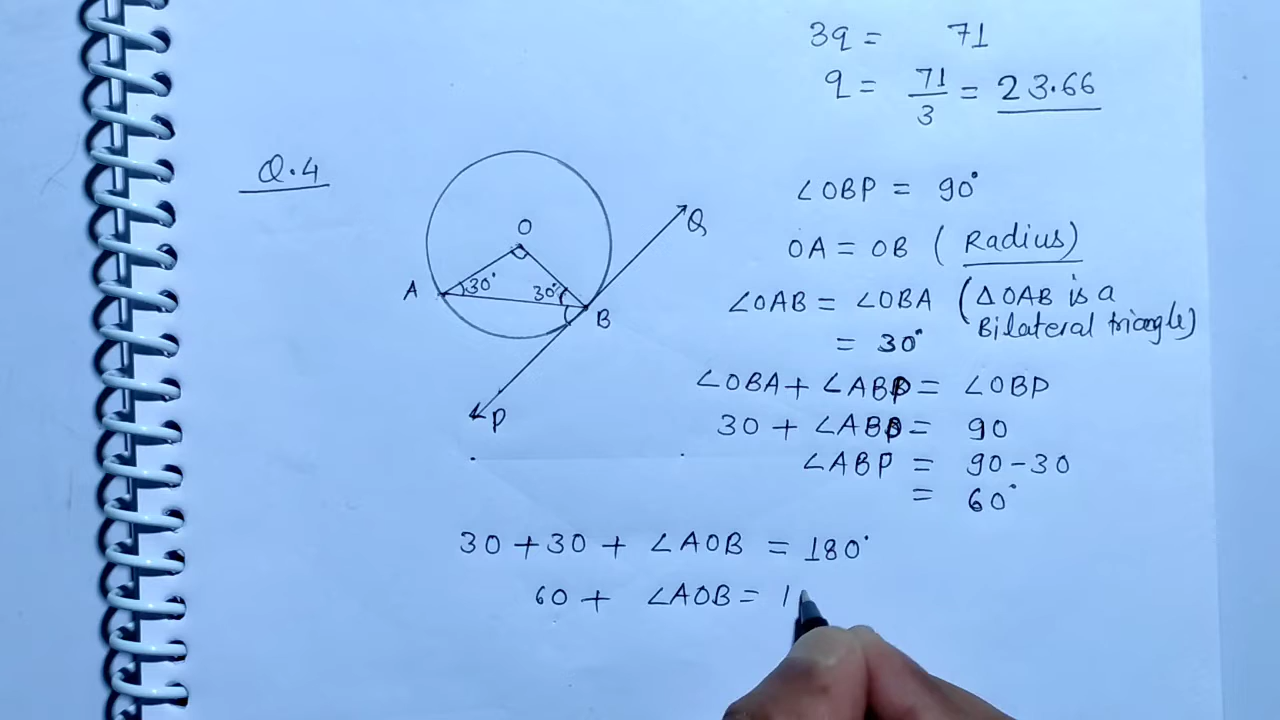 3q = 71
q = 71/3 = 23.66
Q.4
∠OBP = 90°
OA = OB (Radius)
∠OAB = ∠OBA (△OAB is a
Bilateral triangle)
= 30°
∠OBA + ∠ABP = ∠OBP
30 + ∠ABP = 90
∠ABP = 90-30
= 60°
O
Q
A
30°
30°
B
P
30 + 30 + ∠AOB = 180°
60 + ∠AOB = 1